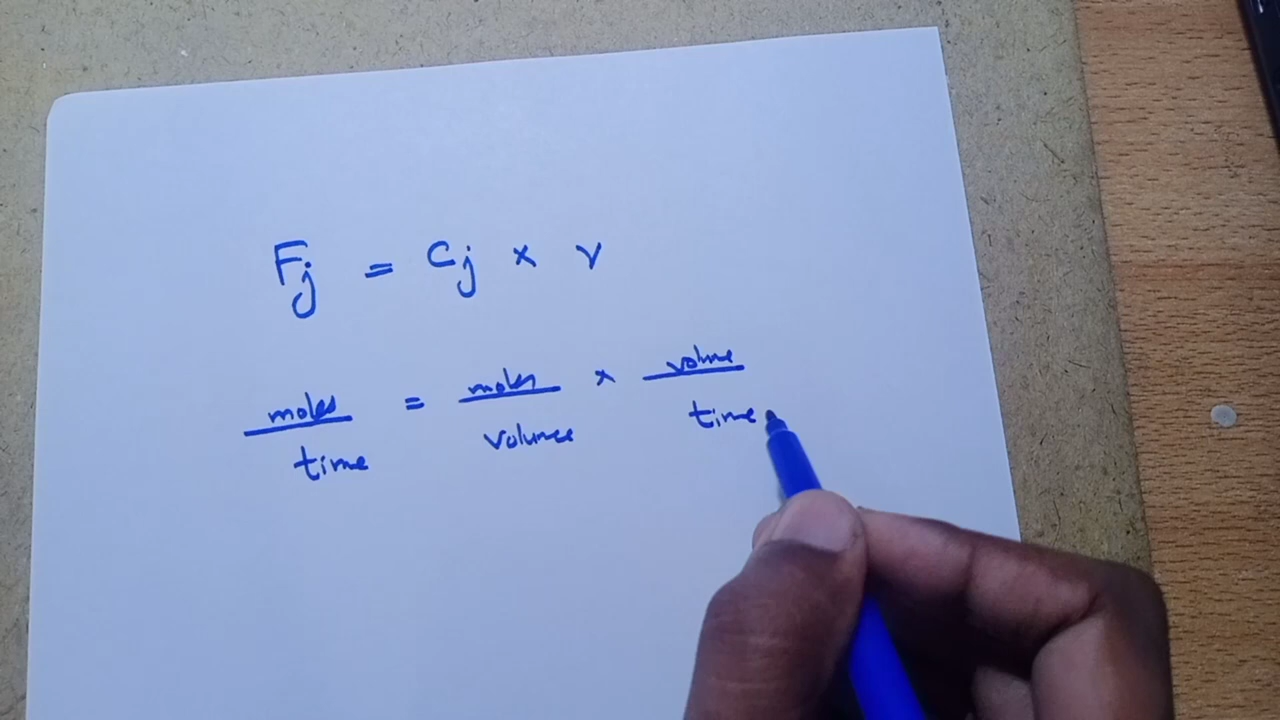 Fj = Cj × v
moles/time = moles/volume × volume/time